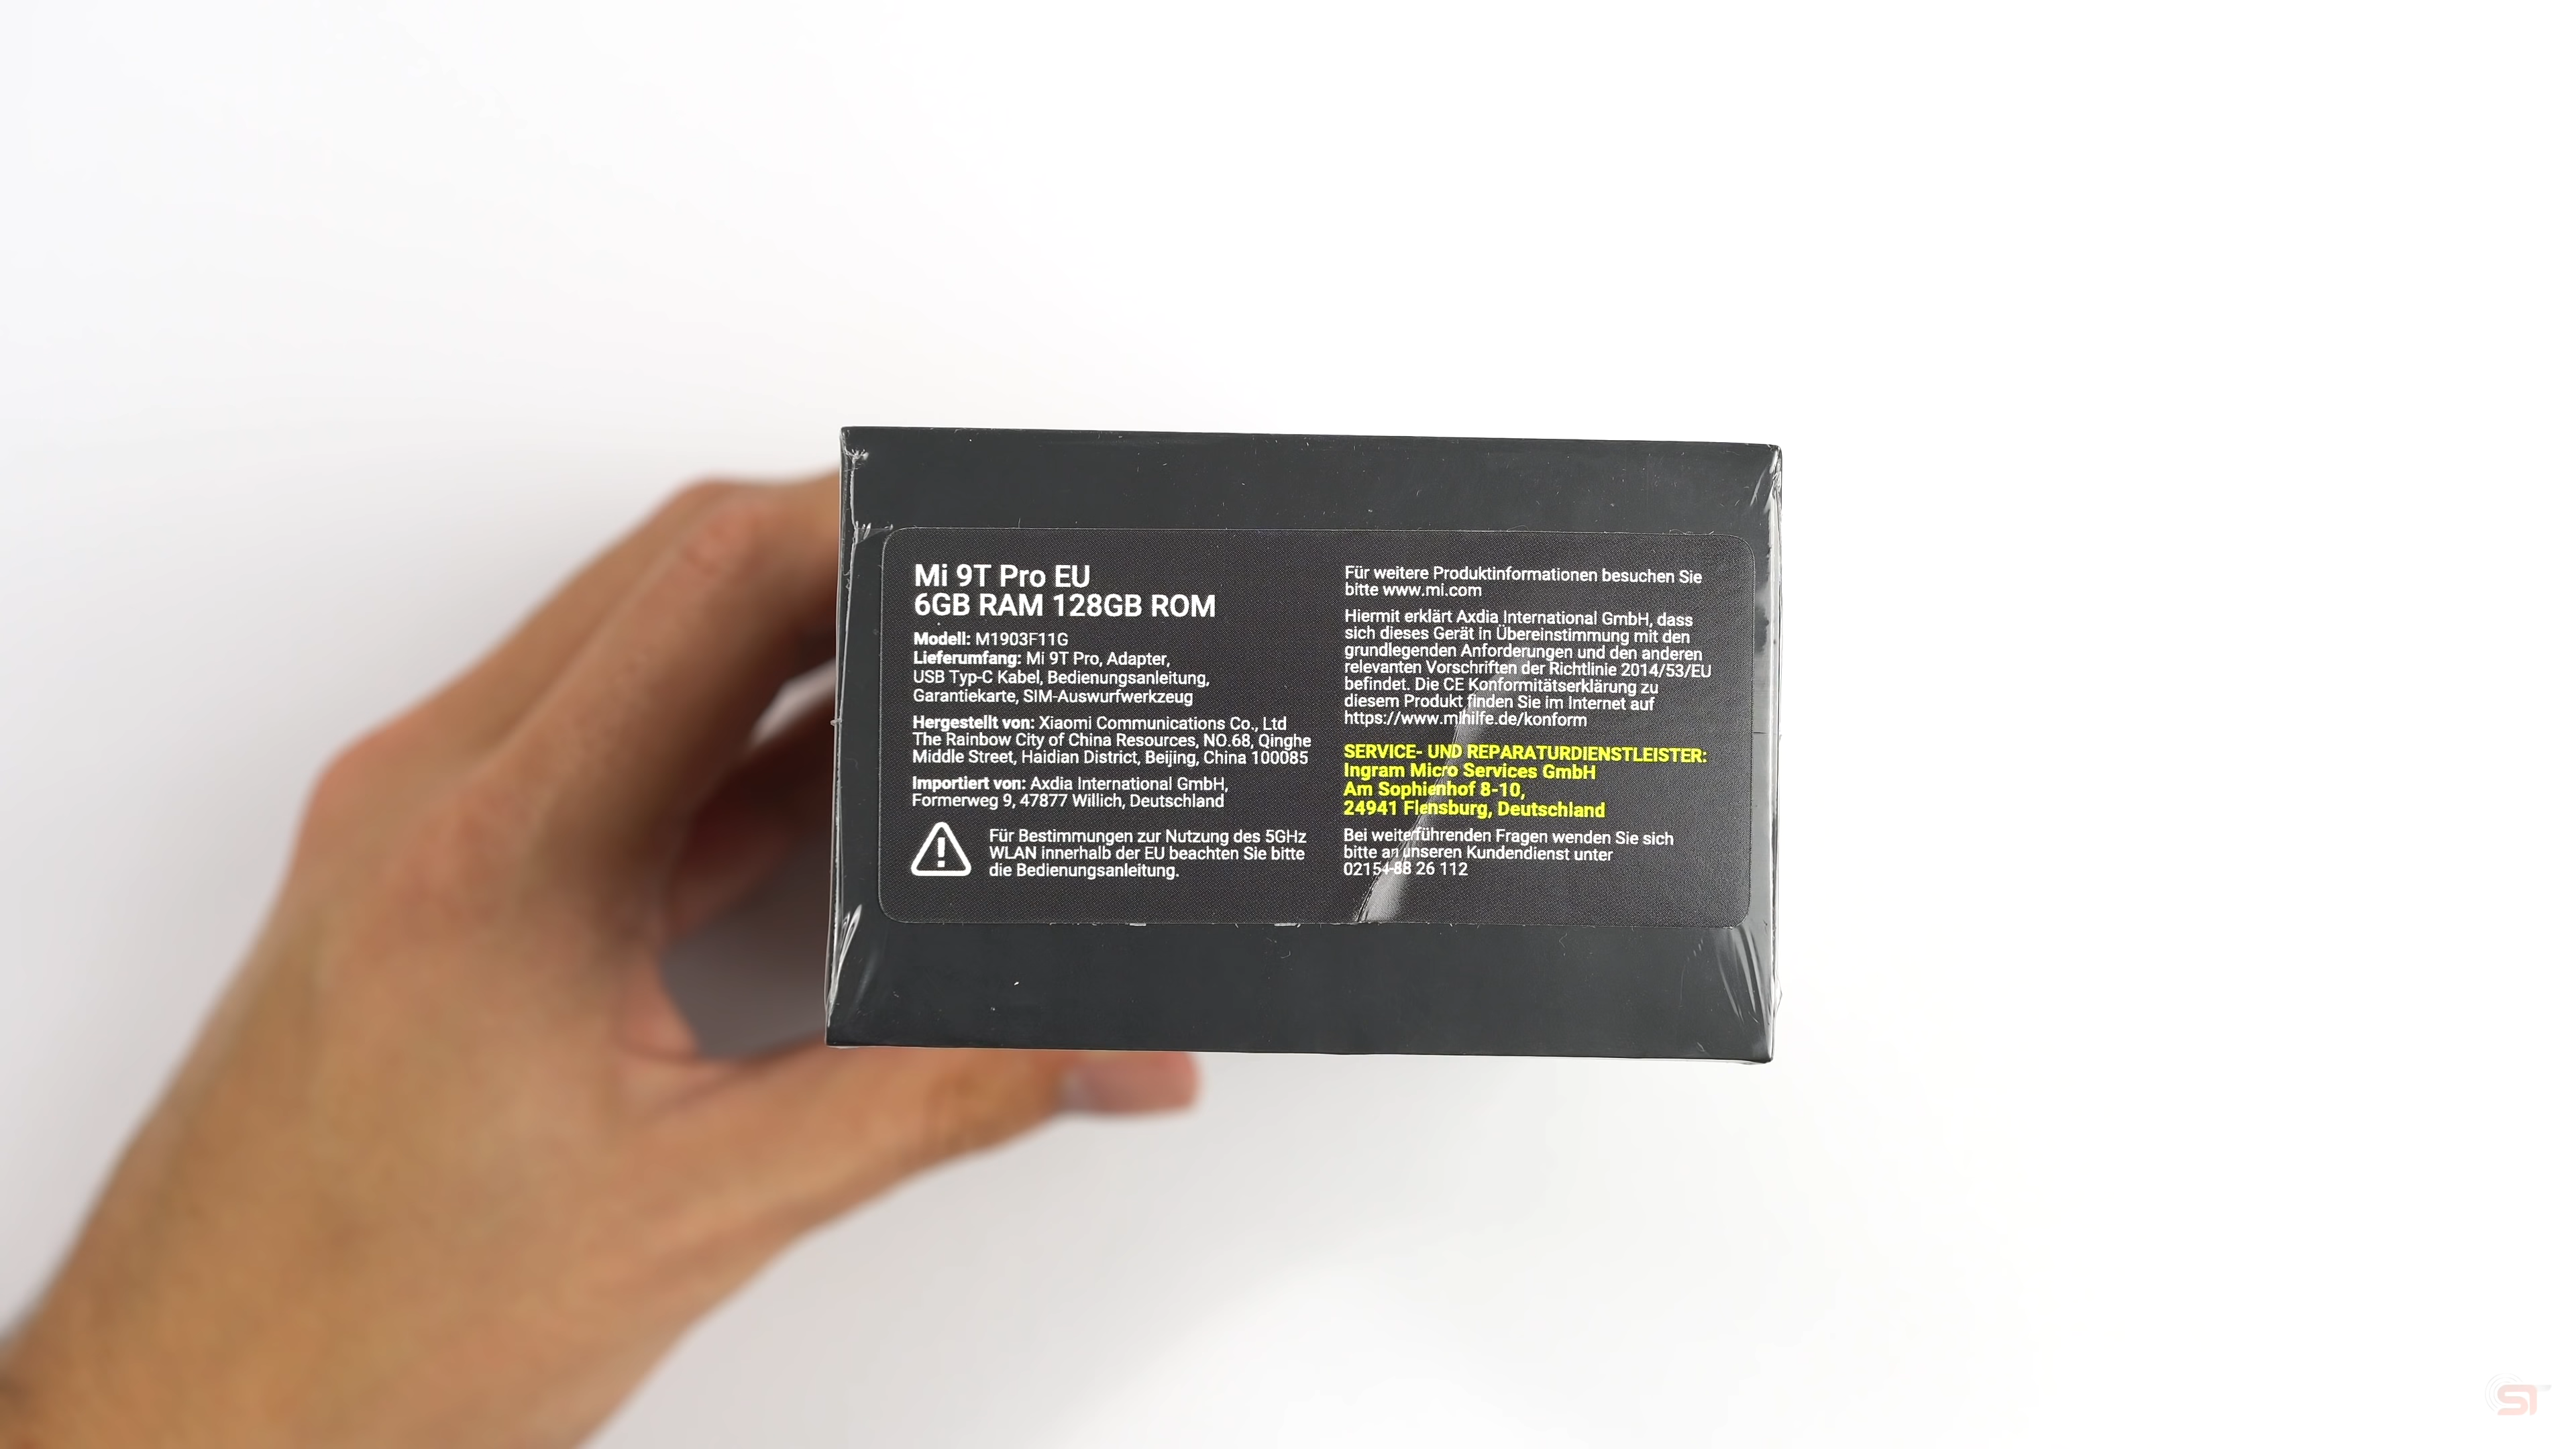 Mi 9T Pro EU
6GB RAM 128GB ROM
Modell: M1903F11G
Lieferumfang: Mi 9T Pro, Adapter,
USB Typ-C Kabel, Bedienungsanleitung,
Garantiekarte, SIM-Auswurfwerkzeug
Hergestellt von: Xiaomi Communications Co., Ltd
The Rainbow City of China Resources, NO.68, Qinghe
Middle Street, Haidian District, Beijing, China 100085
Importiert von: Axdia International GmbH,
Formerweg 9, 47877 Willich, Deutschland
Für Bestimmungen zur Nutzung des 5GHz
WLAN innerhalb der EU beachten Sie bitte
die Bedienungsanleitung.
Für weitere Produktinformationen besuchen Sie
bitte www.mi.com
Hiermit erklärt Axdia International GmbH, dass
sich dieses Gerät in Übereinstimmung mit den
grundlegenden Anforderungen und den anderen
relevanten Vorschriften der Richtlinie 2014/53/EU
befindet. Die CE Konformitätserklärung zu
diesem Produkt finden Sie im Internet auf
https://www.mihilfe.de/konform
SERVICE- UND REPARATURDIENSTLEISTER:
Ingram Micro Services GmbH
Am Sophienhof 8-10,
24941 Flensburg, Deutschland
Bei weiterführenden Fragen wenden Sie sich
bitte an unseren Kundendienst unter
02154-88 26 112
ST